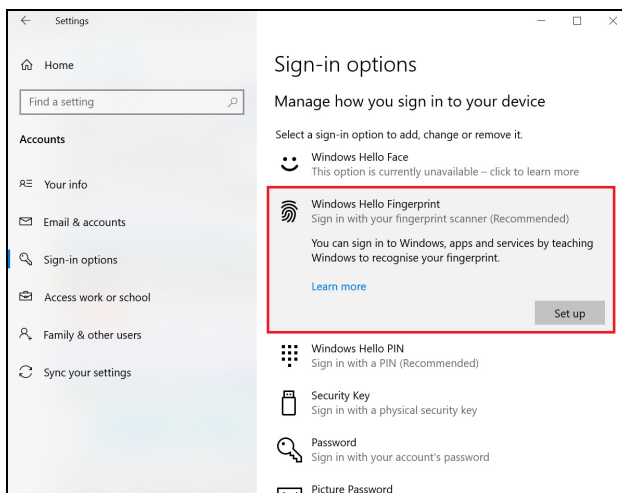 Settings
Home
Find a setting
Accounts
Your info
Email & accounts
Sign-in options
Access work or school
Family & other users
Sync your settings
Sign-in options
Manage how you sign in to your device
Select a sign-in option to add, change or remove it.
Windows Hello Face
This option is currently unavailable – click to learn more
Windows Hello Fingerprint
Sign in with your fingerprint scanner (Recommended)
You can sign in to Windows, apps and services by teaching
Windows to recognise your fingerprint.
Learn more
Set up
Windows Hello PIN
Sign in with a PIN (Recommended)
Security Key
Sign in with a physical security key
Password
Sign in with your account's password
Picture Password